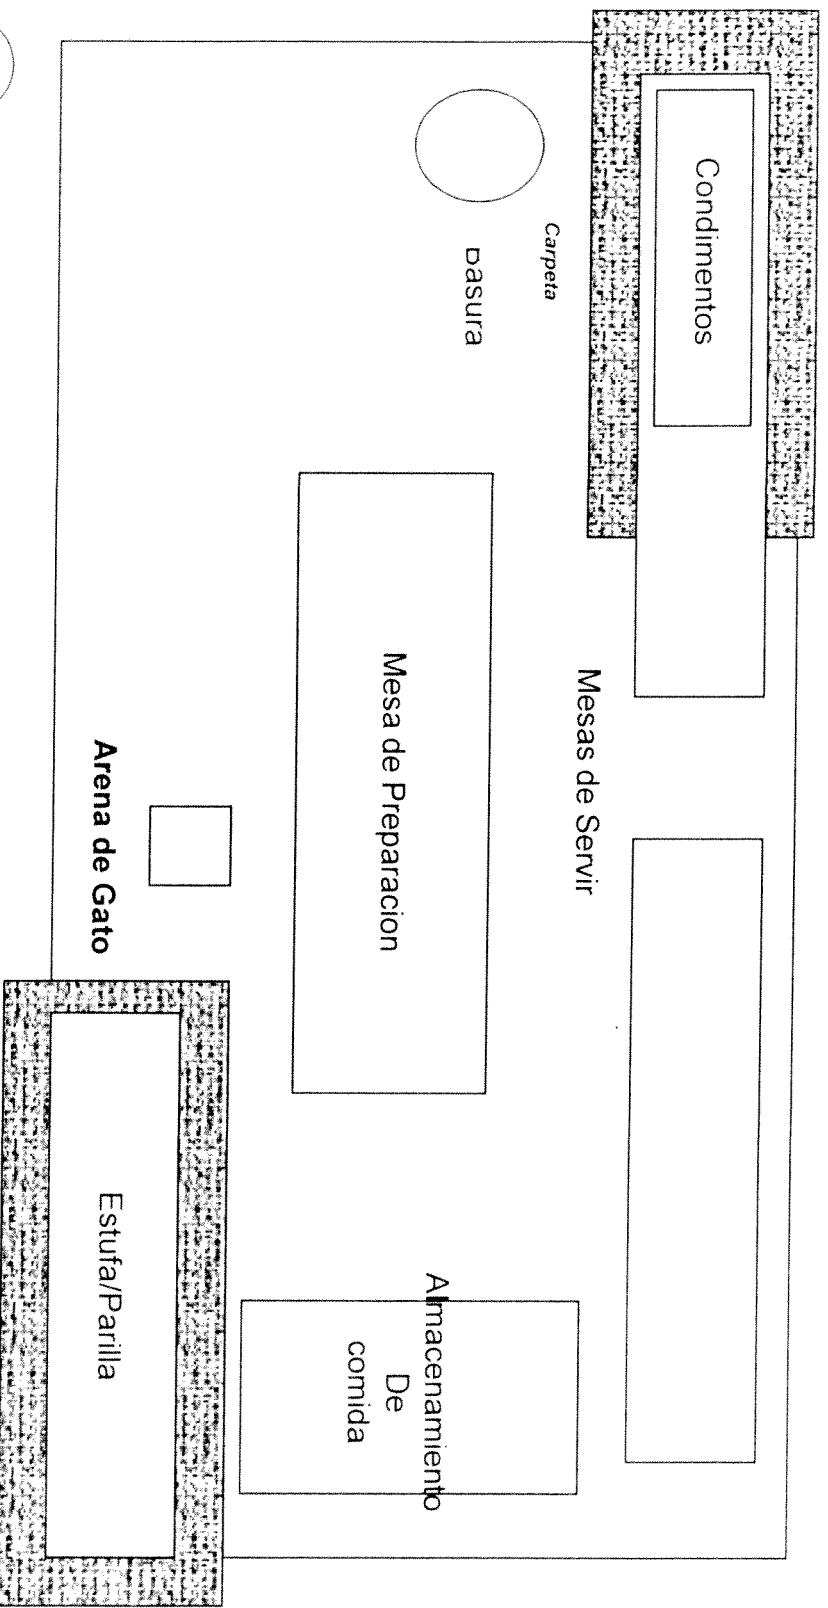 Condimentos
Carpeta
Basura
Mesas de Servir
Mesa de Preparacion
Arena de Gato
Almacenamiento
De
comida
Estufa/Parilla